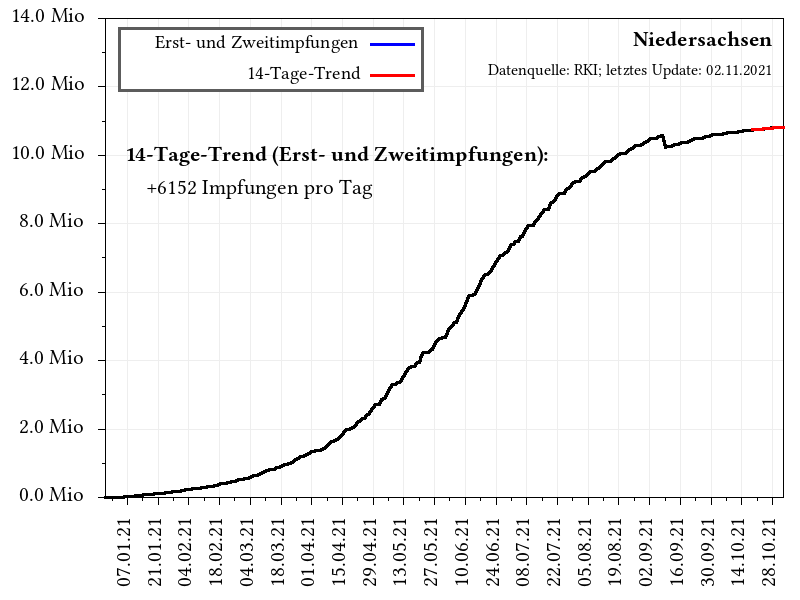 14.0 Mio
12.0 Mio
10.0 Mio
8.0 Mio
6.0 Mio
4.0 Mio
2.0 Mio
0.0 Mio
Erst- und Zweitimpfungen
14-Tage-Trend
Niedersachsen
Datenquelle: RKI; letztes Update: 02.11.2021
14-Tage-Trend (Erst- und Zweitimpfungen):
+6152 Impfungen pro Tag
07.01.21
21.01.21
04.02.21
18.02.21
04.03.21
18.03.21
01.04.21
15.04.21
29.04.21
13.05.21
27.05.21
10.06.21
24.06.21
08.07.21
22.07.21
05.08.21
19.08.21
02.09.21
16.09.21
30.09.21
14.10.21
28.10.21